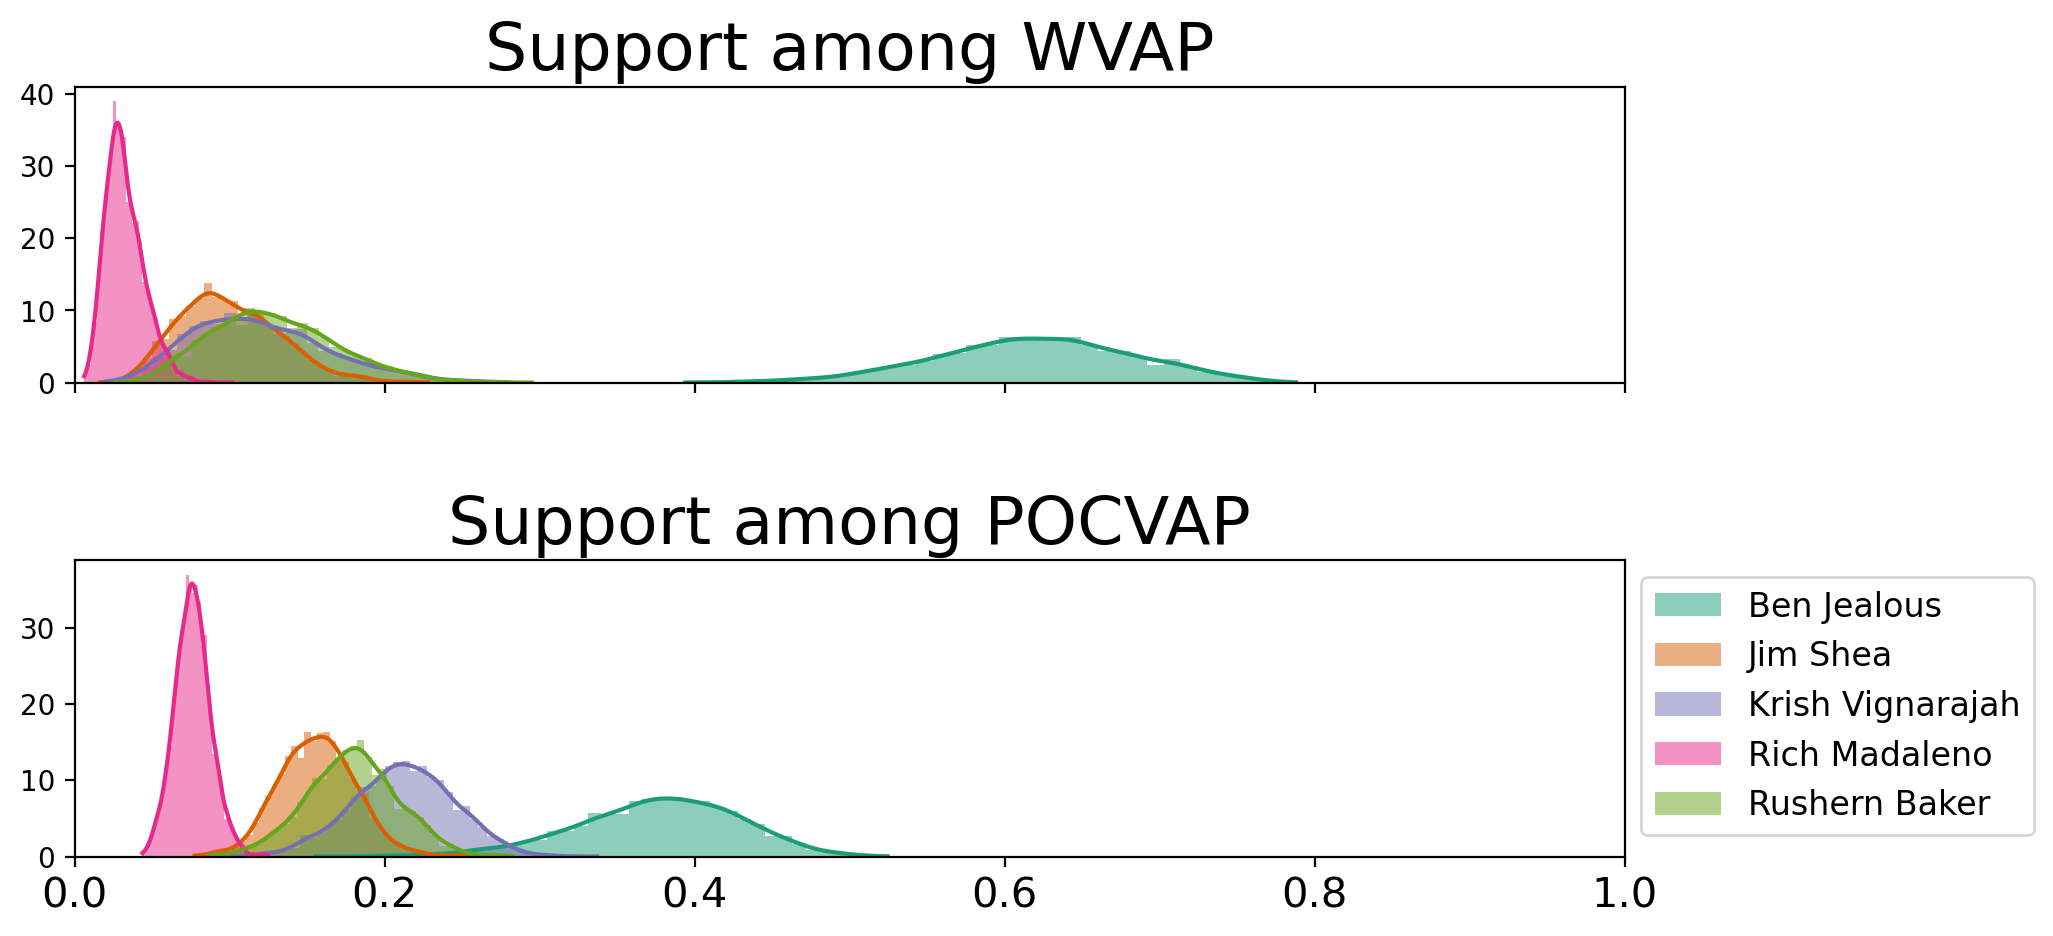 Support among WVAP
40
30
20
10
0
Support among POCVAP
30
20
10
0
0.0 0.2 0.4 0.6 0.8 1.0
Ben Jealous
Jim Shea
Krish Vignarajah
Rich Madaleno
Rushern Baker